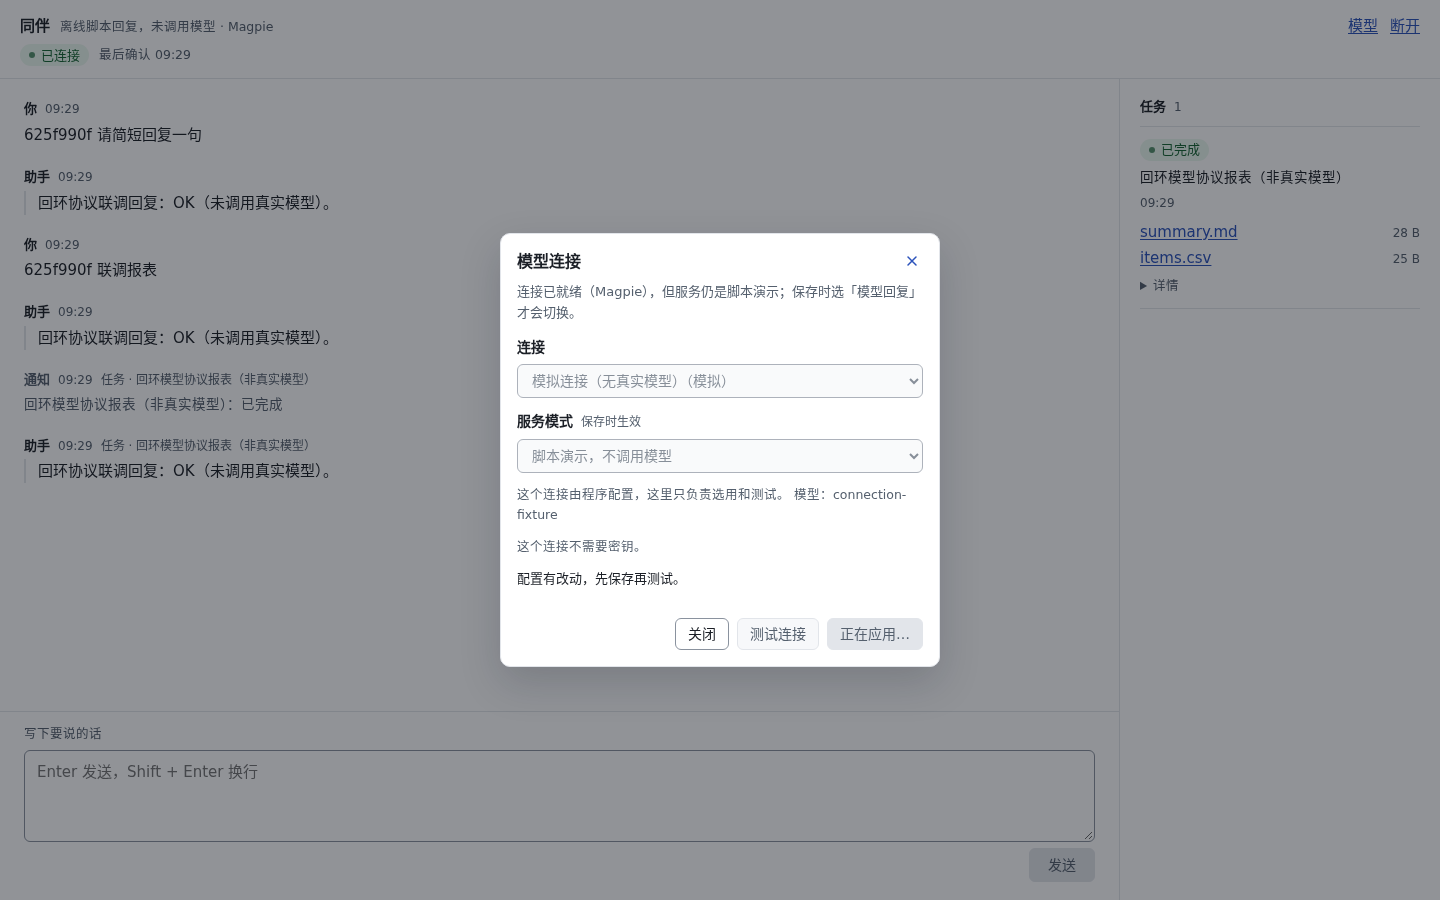 同伴 离线脚本回复，未调用模型 · Magpie
模型 断开
已连接 最后确认 09:29
你 09:29
625f990f 请简短回复一句
助手 09:29
回环协议联调回复：OK（未调用真实模型）。
你 09:29
625f990f 联调报表
助手 09:29
回环协议联调回复：OK（未调用真实模型）。
通知 09:29 任务 · 回环模型协议报表（非真实模型）
回环模型协议报表（非真实模型）：已完成
助手 09:29 任务 · 回环模型协议报表（非真实模型）
回环协议联调回复：OK（未调用真实模型）。
写下要说的话
Enter 发送，Shift + Enter 换行
发送
任务 1
已完成
回环模型协议报表（非真实模型）
09:29
summary.md 28 B
items.csv 25 B
详情
模型连接 ×
连接已就绪（Magpie），但服务仍是脚本演示；保存时选「模型回复」
才会切换。
连接
模拟连接（无真实模型）（模拟）
服务模式 保存时生效
脚本演示，不调用模型
这个连接由程序配置，这里只负责选用和测试。 模型：connection-
fixture
这个连接不需要密钥。
配置有改动，先保存再测试。
关闭 测试连接 正在应用…